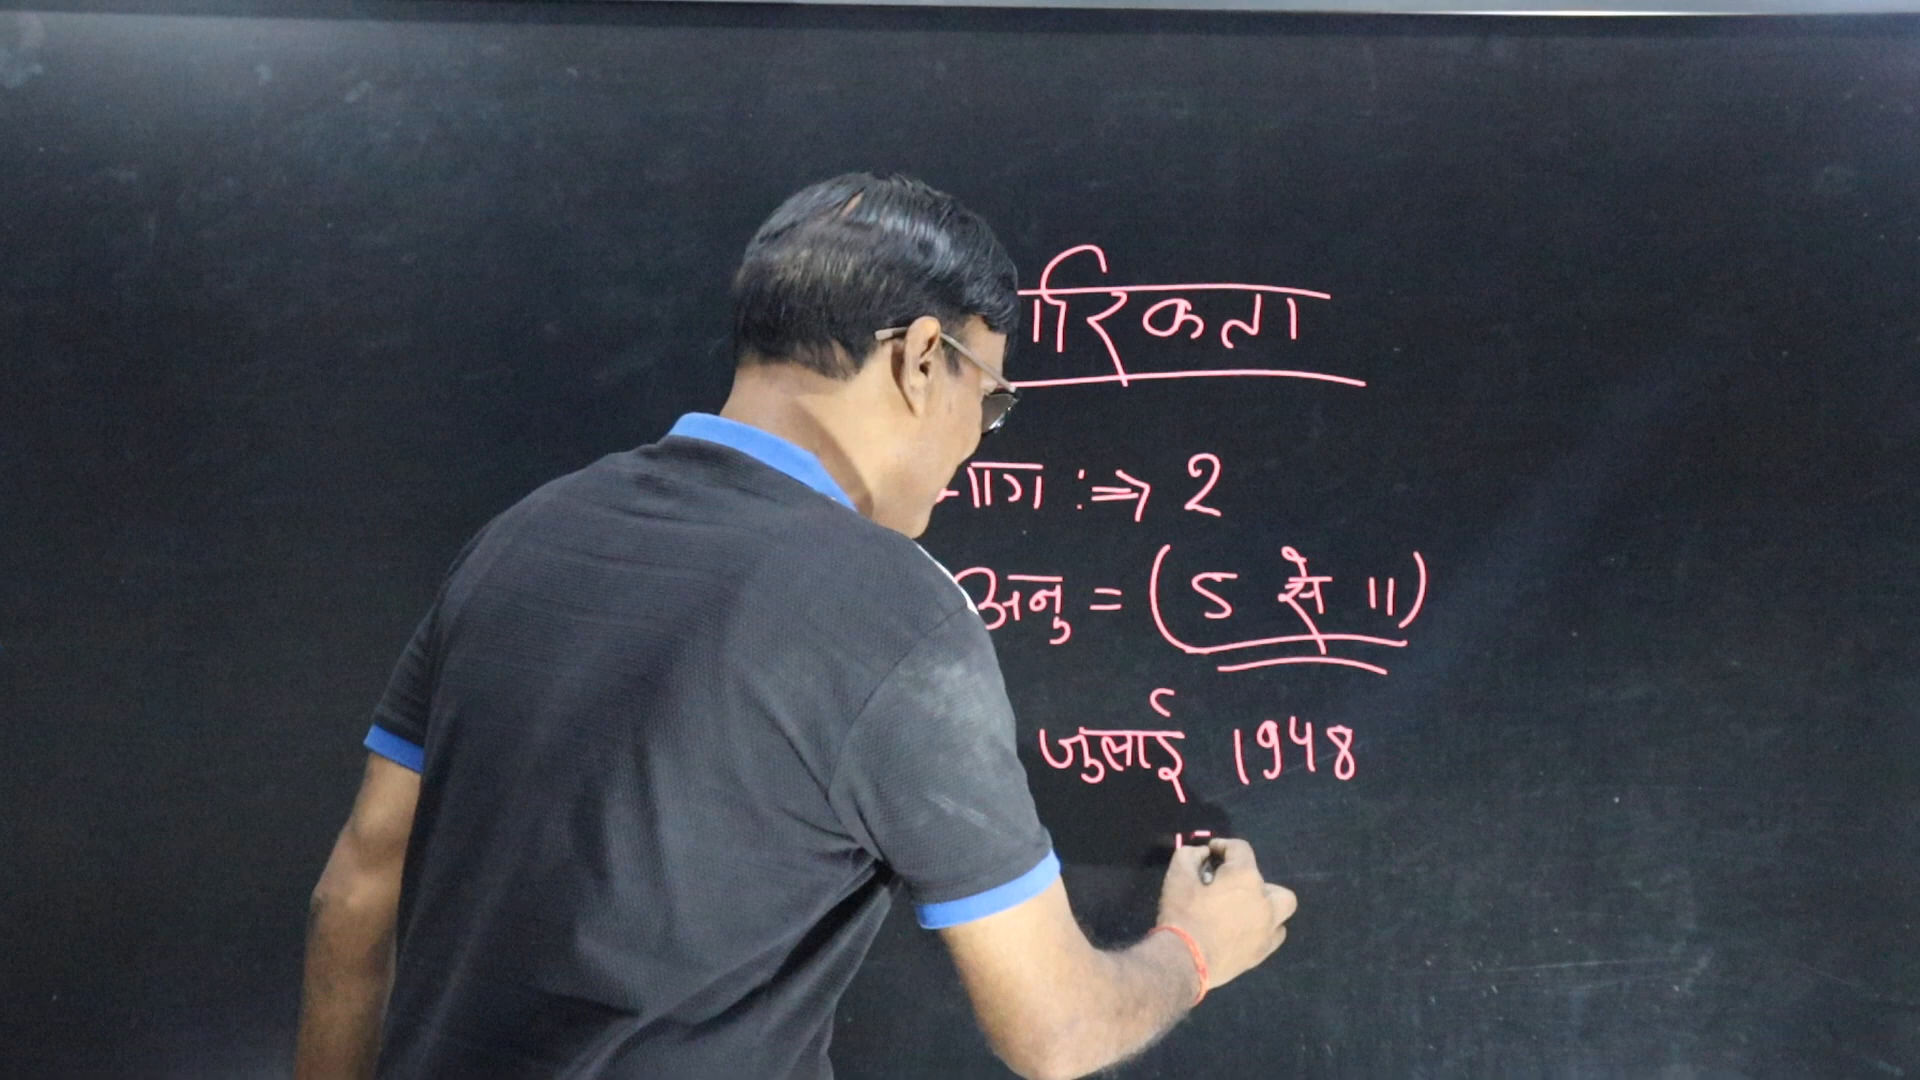 ारिकता
भाग :⇒ 2
अनु = (5 से 11)
जुलाई 1948